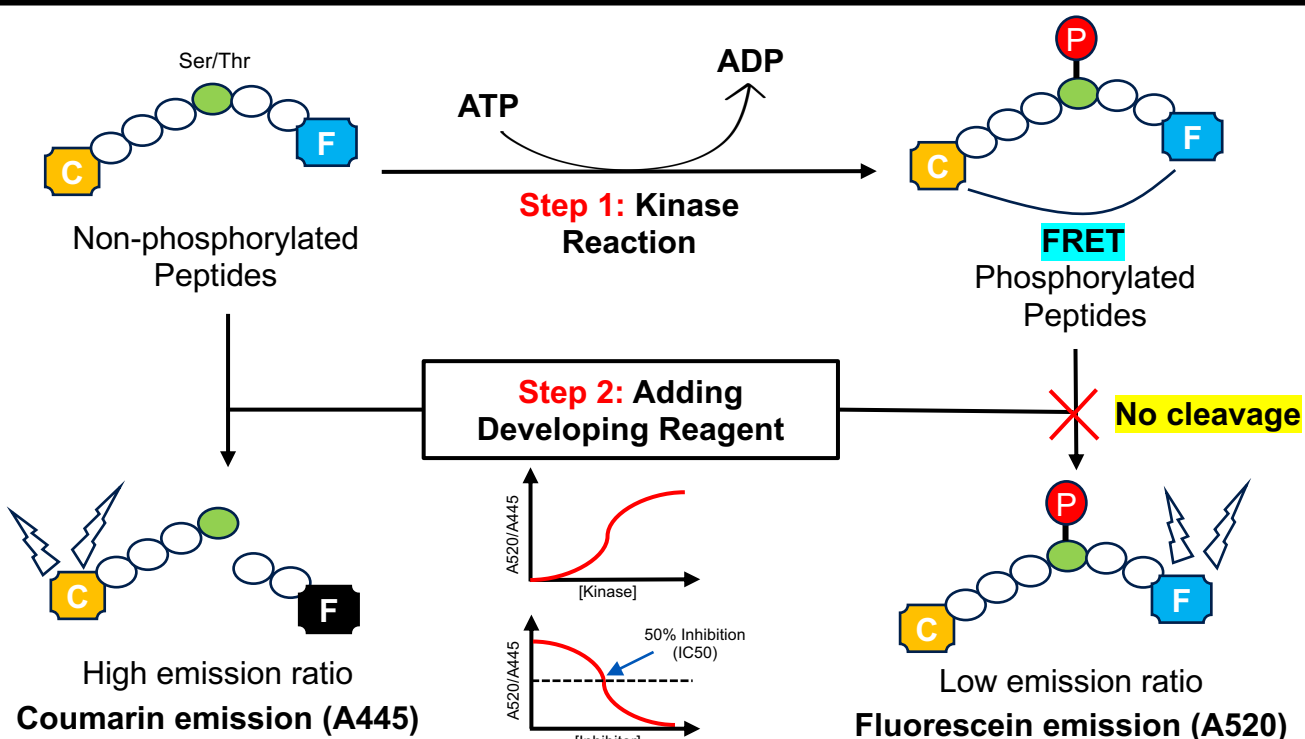 Ser/Thr
C
F
Non-phosphorylated
Peptides
ATP
ADP
Step 1: Kinase
Reaction
P
C
F
FRET
Phosphorylated
Peptides
Step 2: Adding
Developing Reagent
No cleavage
C
F
High emission ratio
Coumarin emission (A445)
A520/A445
[Kinase]
A520/A445
50% Inhibition
(IC50)
P
C
F
Low emission ratio
Fluorescein emission (A520)